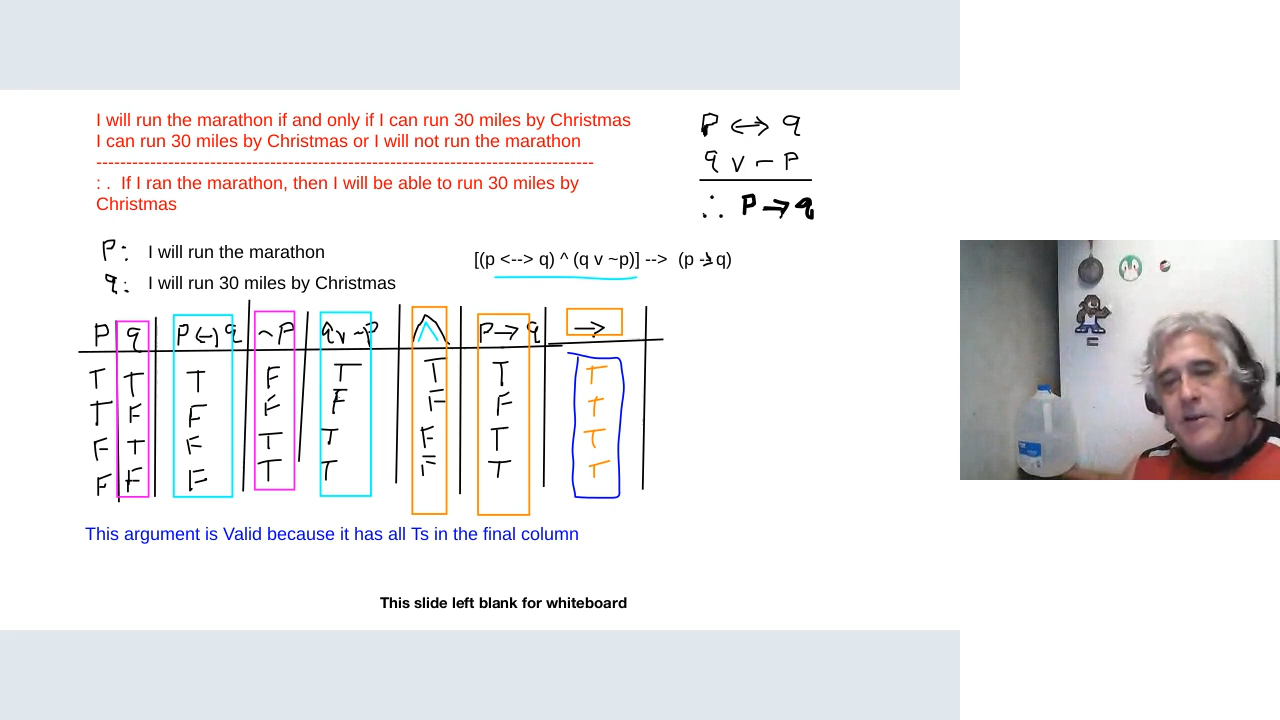 I will run the marathon if and only if I can run 30 miles by Christmas
I can run 30 miles by Christmas or I will not run the marathon
-----------------------------------------------------------------------------------
: . If I ran the marathon, then I will be able to run 30 miles by
Christmas
P ↔ q
q v ~ P
∴ P → q
P: I will run the marathon
q: I will run 30 miles by Christmas
[(p <--> q) ^ (q v ~p)] --> (p → q)
P q P↔q ~P q v ~P ^ P→q →
T T T F T T T T
T F F F F F F T
F T F T T F T T
F F F T T F T T
This argument is Valid because it has all Ts in the final column
This slide left blank for whiteboard